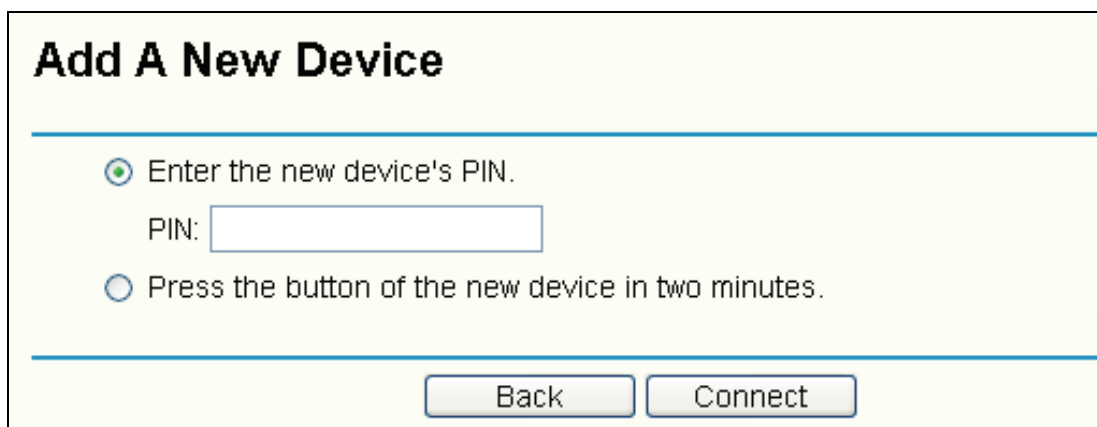 Add A New Device
Enter the new device's PIN.
PIN:
Press the button of the new device in two minutes.
Back Connect